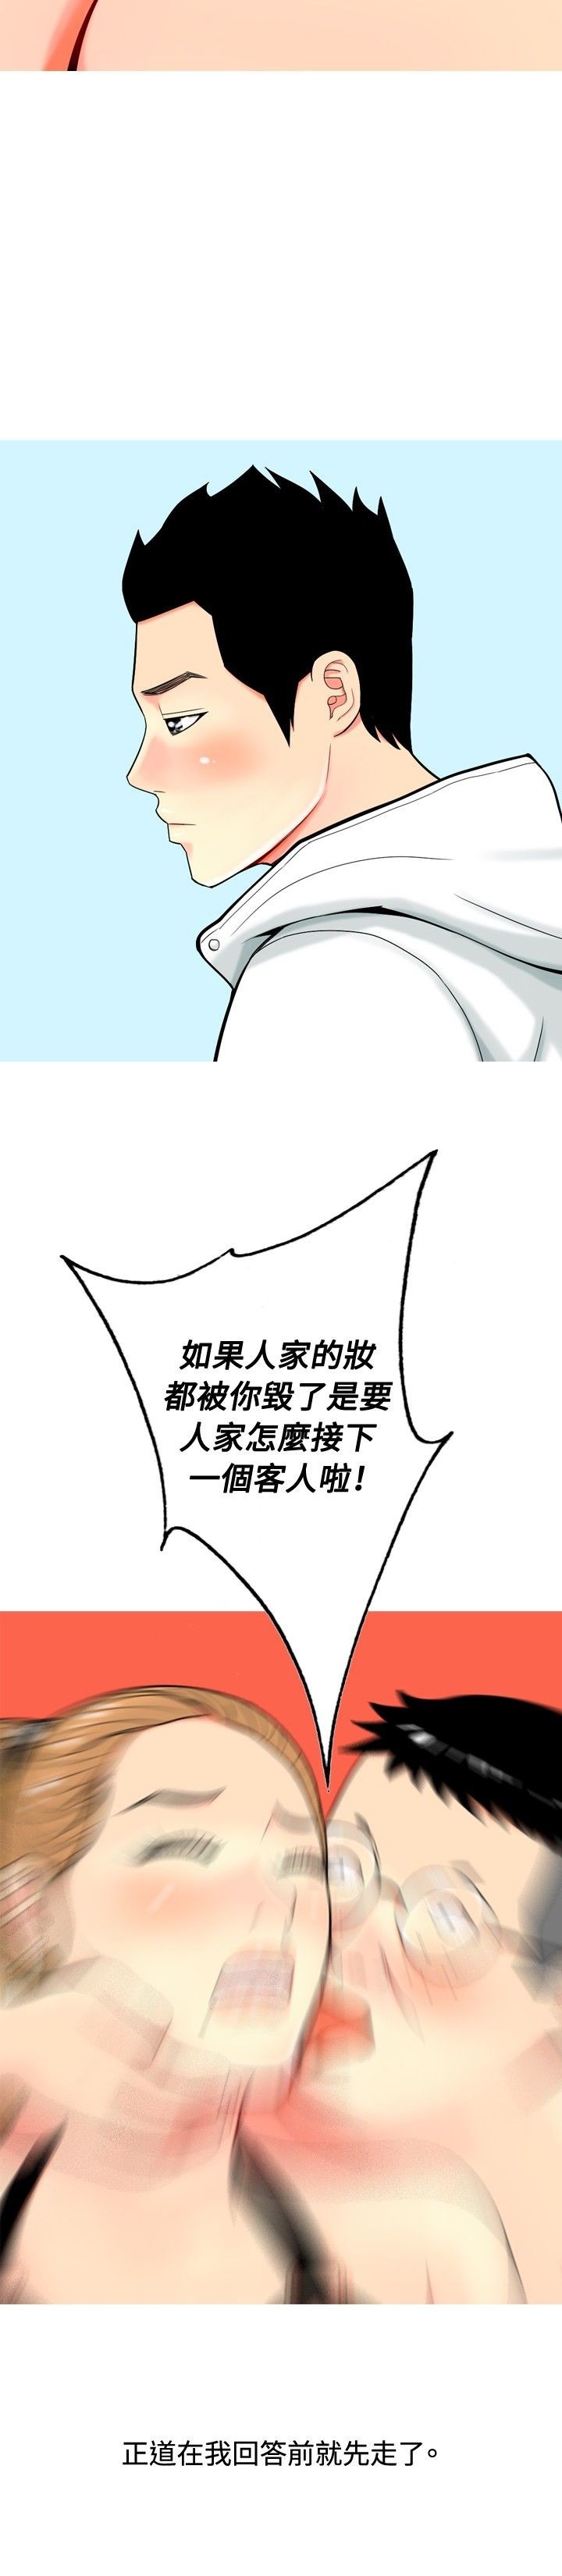 如果人家的妝
都被你毀了是要
人家怎麼接下
一個客人啦！
正道在我回答前就先走了。